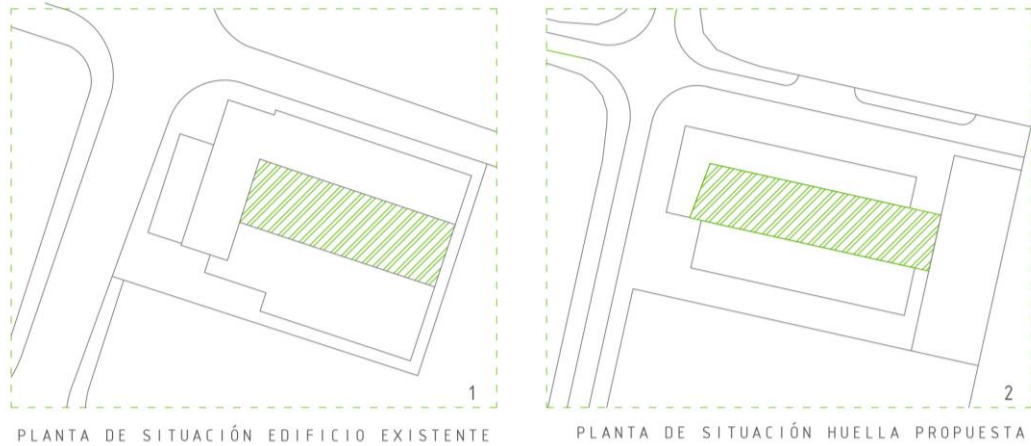 1
2
PLANTA DE SITUACIÓN EDIFICIO EXISTENTE
PLANTA DE SITUACIÓN HUELLA PROPUESTA